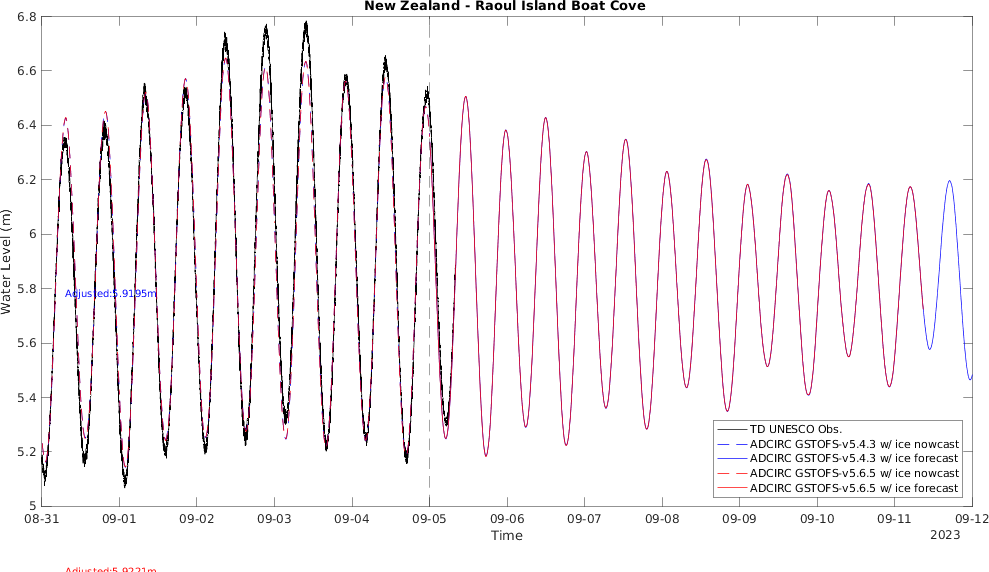 New Zealand - Raoul Island Boat Cove
6.8
6.6
6.4
6.2
6
5.8
5.6
5.4
5.2
5
Water Level (m)
Adjusted:5.9195m
TD UNESCO Obs.
ADCIRC GSTOFS-v5.4.3 w/ ice nowcast
ADCIRC GSTOFS-v5.4.3 w/ ice forecast
ADCIRC GSTOFS-v5.6.5 w/ ice nowcast
ADCIRC GSTOFS-v5.6.5 w/ ice forecast
08-31 09-01 09-02 09-03 09-04 09-05 09-06 09-07 09-08 09-09 09-10 09-11 09-12
Time
2023
Adjusted:5.9221m